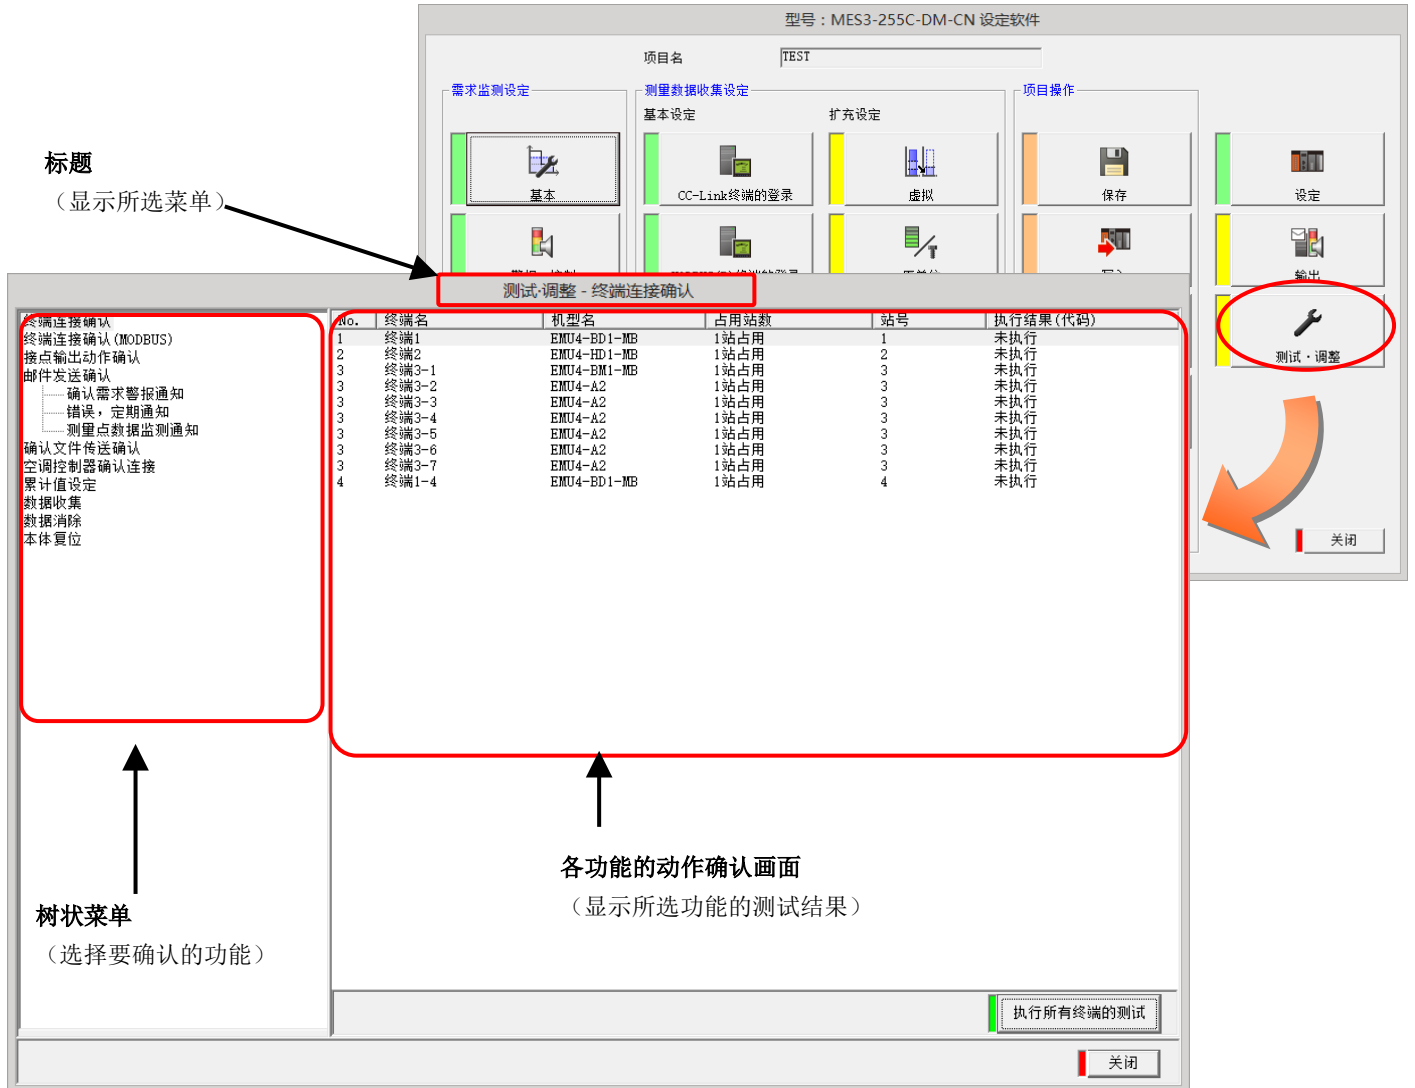 型号：MES3-255C-DM-CN 设定软件
项目名 TEST
需求监测设定 测量数据收集设定 项目操作
基本设定 扩充设定
基本 CC-Link终端的登录 虚拟 保存 设定
输出
测试・调整
关闭
标题
（显示所选菜单）
测试·调整 - 终端连接确认
终端连接确认
终端连接确认(MODBUS)
接点输出动作确认
邮件发送确认
确认需求警报通知
错误，定期通知
测量点数据监测通知
确认文件传送确认
空调控制器确认连接
累计值设定
数据收集
数据消除
本体复位
No. 终端名 机型名 占用站数 站号 执行结果(代码)
1 终端1 EMU4-BD1-MB 1站占用 1 未执行
2 终端2 EMU4-HD1-MB 1站占用 2 未执行
3 终端3-1 EMU4-BM1-MB 1站占用 3 未执行
3 终端3-2 EMU4-A2 1站占用 3 未执行
3 终端3-3 EMU4-A2 1站占用 3 未执行
3 终端3-4 EMU4-A2 1站占用 3 未执行
3 终端3-5 EMU4-A2 1站占用 3 未执行
3 终端3-6 EMU4-A2 1站占用 3 未执行
3 终端3-7 EMU4-A2 1站占用 3 未执行
4 终端1-4 EMU4-BD1-MB 1站占用 4 未执行
各功能的动作确认画面
（显示所选功能的测试结果）
树状菜单
（选择要确认的功能）
执行所有终端的测试
关闭